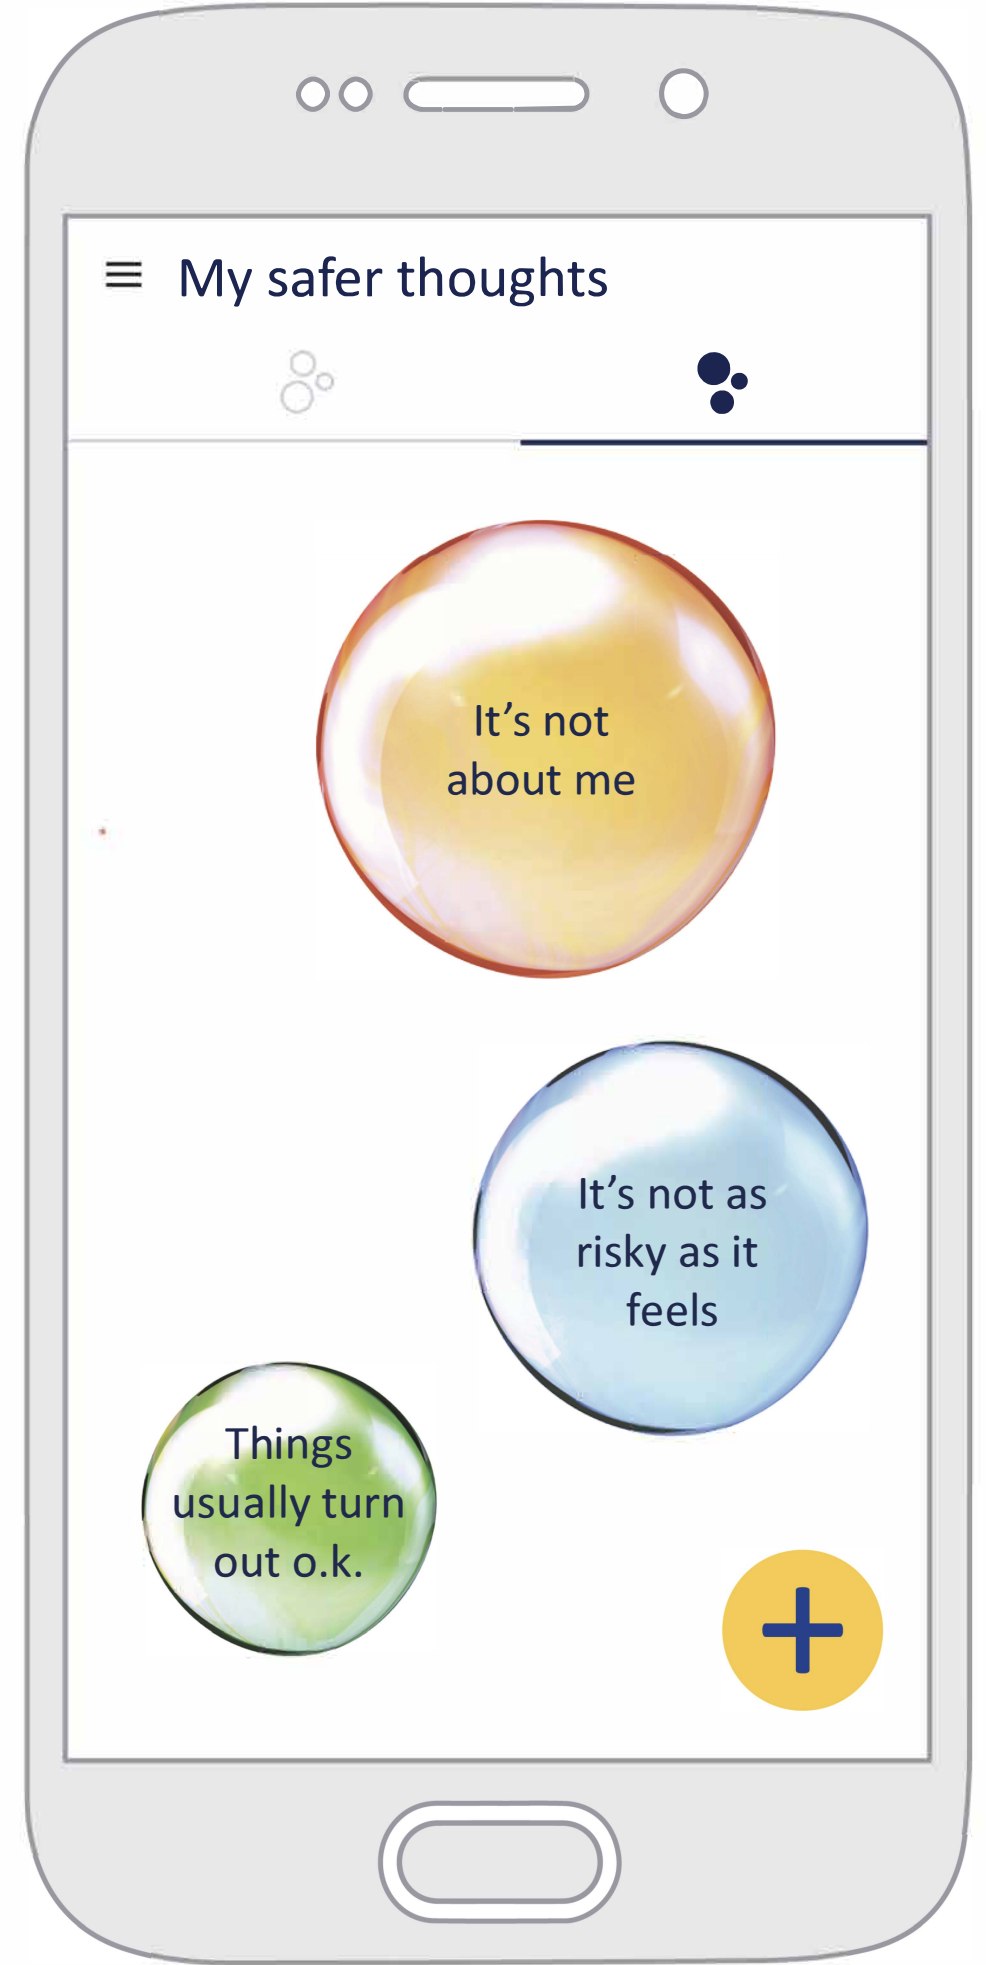 My safer thoughts
It’s not
about me
It’s not as
risky as it
feels
Things
usually turn
out o.k.